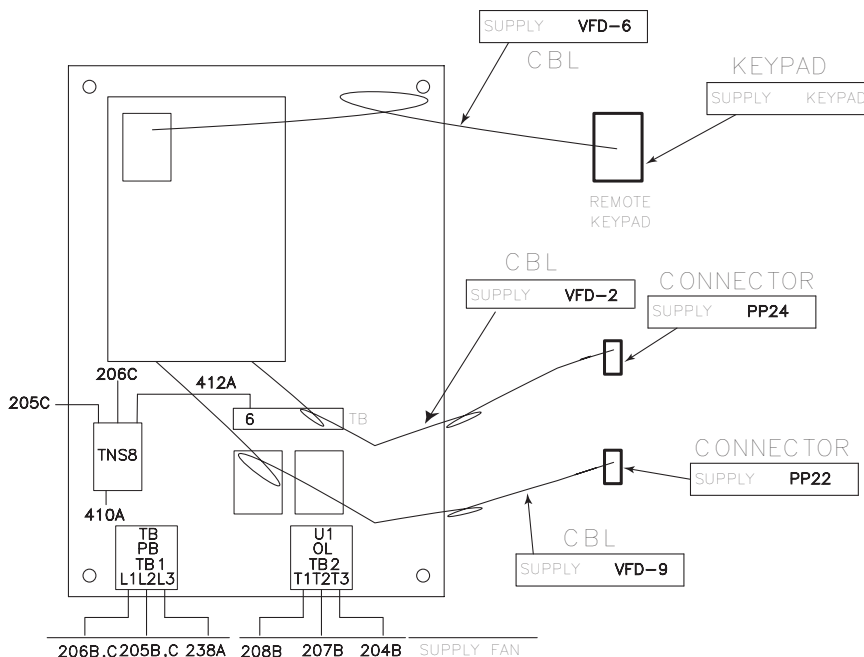 SUPPLY VFD-6
CBL
KEYPAD
SUPPLY KEYPAD
REMOTE
KEYPAD
CBL
SUPPLY VFD-2
CONNECTOR
SUPPLY PP24
206C
412A
205C
6
TB
TNS8
CONNECTOR
SUPPLY PP22
410A
TB
PB
TB1
L1L2L3
U1
OL
TB2
T1T2T3
CBL
SUPPLY VFD-9
206B,C 205B,C 238A 208B 207B 204B SUPPLY FAN